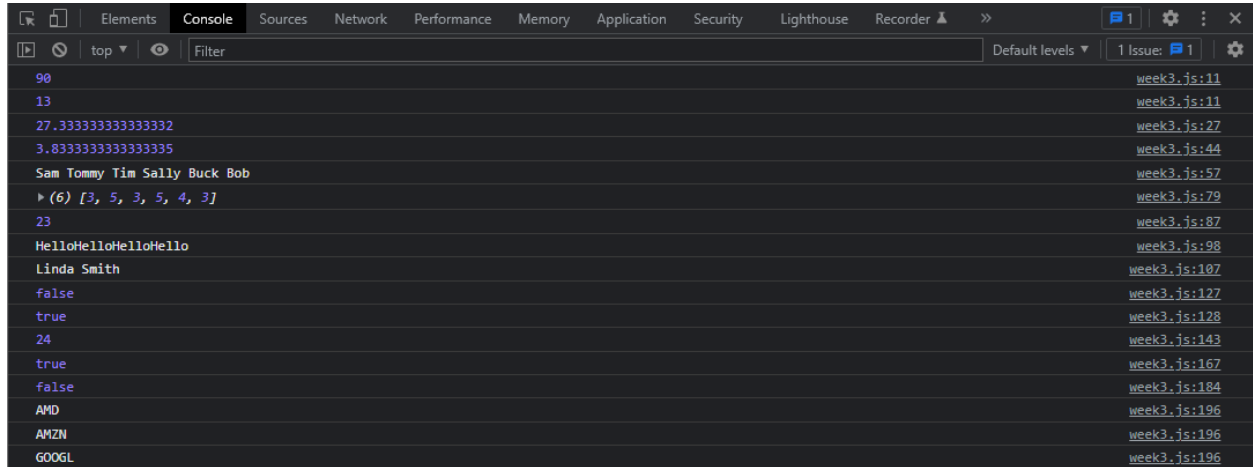 Elements Console Sources Network Performance Memory Application Security Lighthouse Recorder » 1
top ▼ Filter Default levels ▼ 1 Issue: 1
90 week3.js:11
13 week3.js:11
27.333333333333332 week3.js:27
3.8333333333333335 week3.js:44
Sam Tommy Tim Sally Buck Bob week3.js:57
▶ (6) [3, 5, 3, 5, 4, 3] week3.js:79
23 week3.js:87
HelloHelloHelloHello week3.js:98
Linda Smith week3.js:107
false week3.js:127
true week3.js:128
24 week3.js:143
true week3.js:167
false week3.js:184
AMD week3.js:196
AMZN week3.js:196
GOOGL week3.js:196